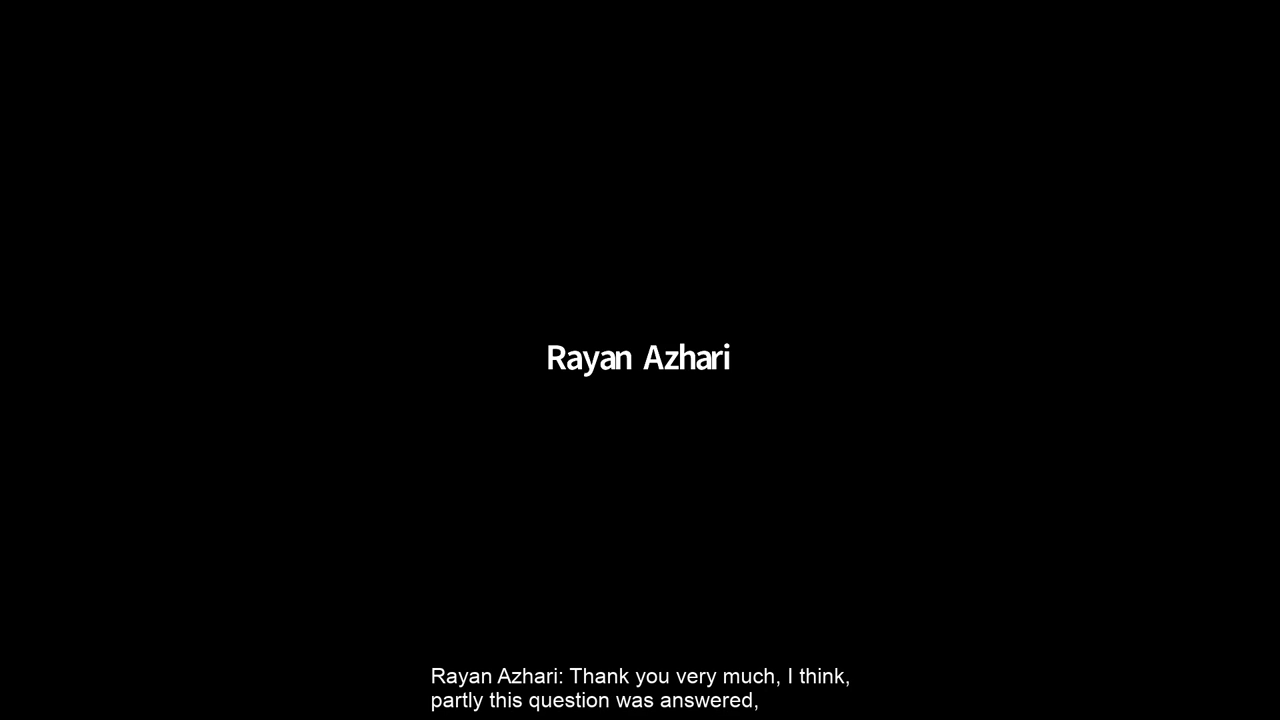 Rayan Azhari
Rayan Azhari: Thank you very much, I think,
partly this question was answered,